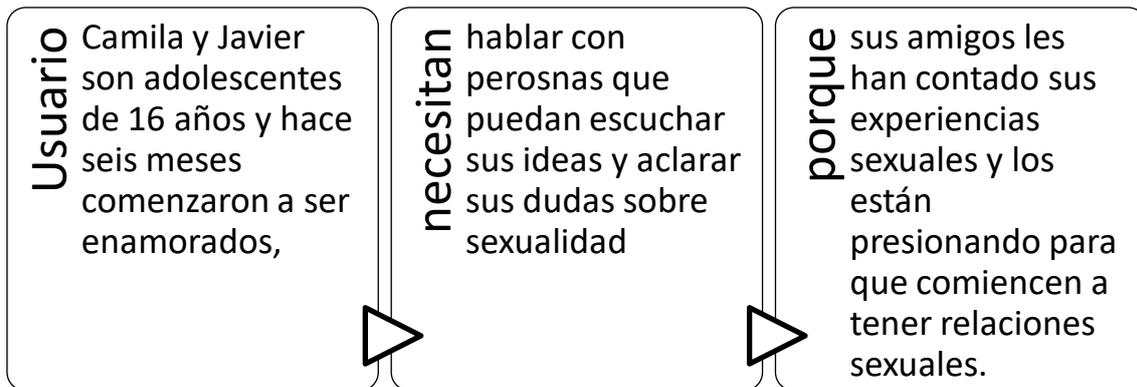 Usuario
Camila y Javier
son adolescentes
de 16 años y hace
seis meses
comenzaron a ser
enamorados,
necesitan
hablar con
perosnas que
puedan escuchar
sus ideas y aclarar
sus dudas sobre
sexualidad
porque
sus amigos les
han contado sus
experiencias
sexuales y los
están
presionando para
que comiencen a
tener relaciones
sexuales.